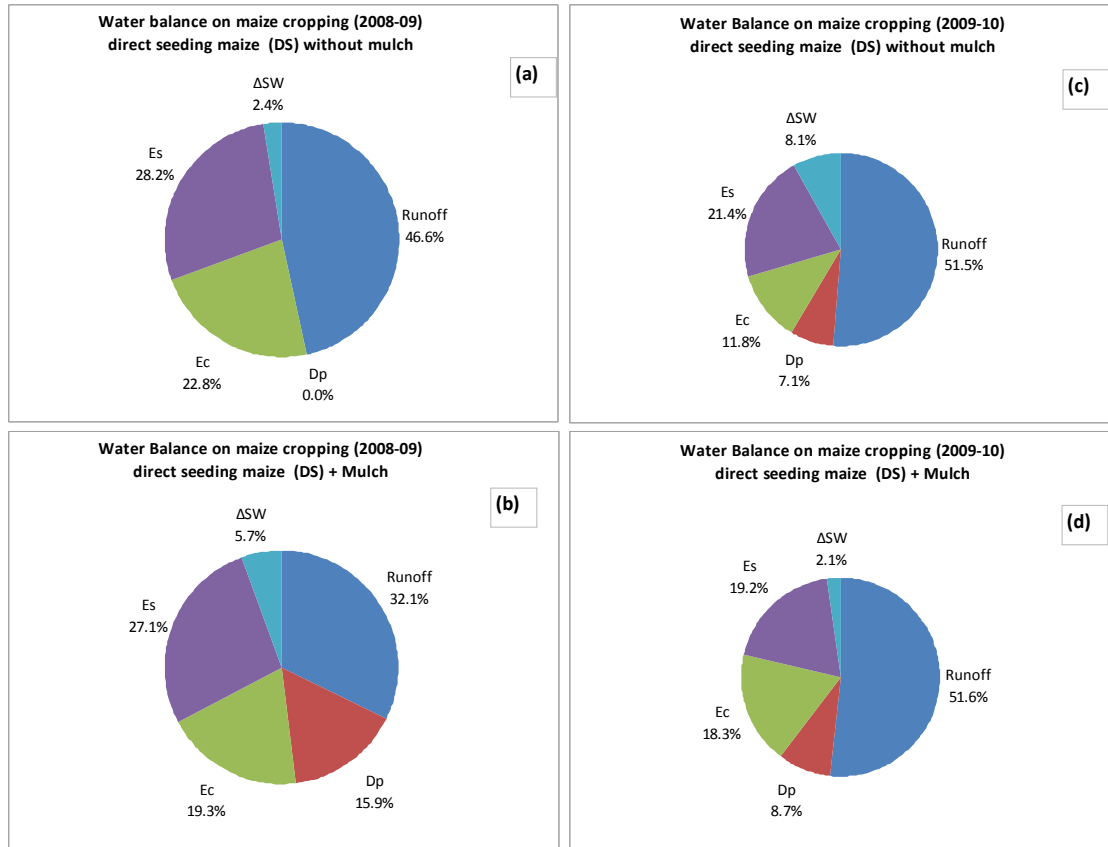 Water balance on maize cropping (2008-09)
direct seeding maize (DS) without mulch
(a)
ΔSW
2.4%
Es
28.2%
Runoff
46.6%
Ec
22.8%
Dp
0.0%
Water Balance on maize cropping (2009-10)
direct seeding maize (DS) without mulch
(c)
ΔSW
8.1%
Es
21.4%
Runoff
51.5%
Ec
11.8%
Dp
7.1%
Water Balance on maize cropping (2008-09)
direct seeding maize (DS) + Mulch
(b)
ΔSW
5.7%
Runoff
32.1%
Es
27.1%
Ec
19.3%
Dp
15.9%
Water Balance on maize cropping (2009-10)
direct seeding maize (DS) + Mulch
(d)
ΔSW
2.1%
Es
19.2%
Runoff
51.6%
Ec
18.3%
Dp
8.7%